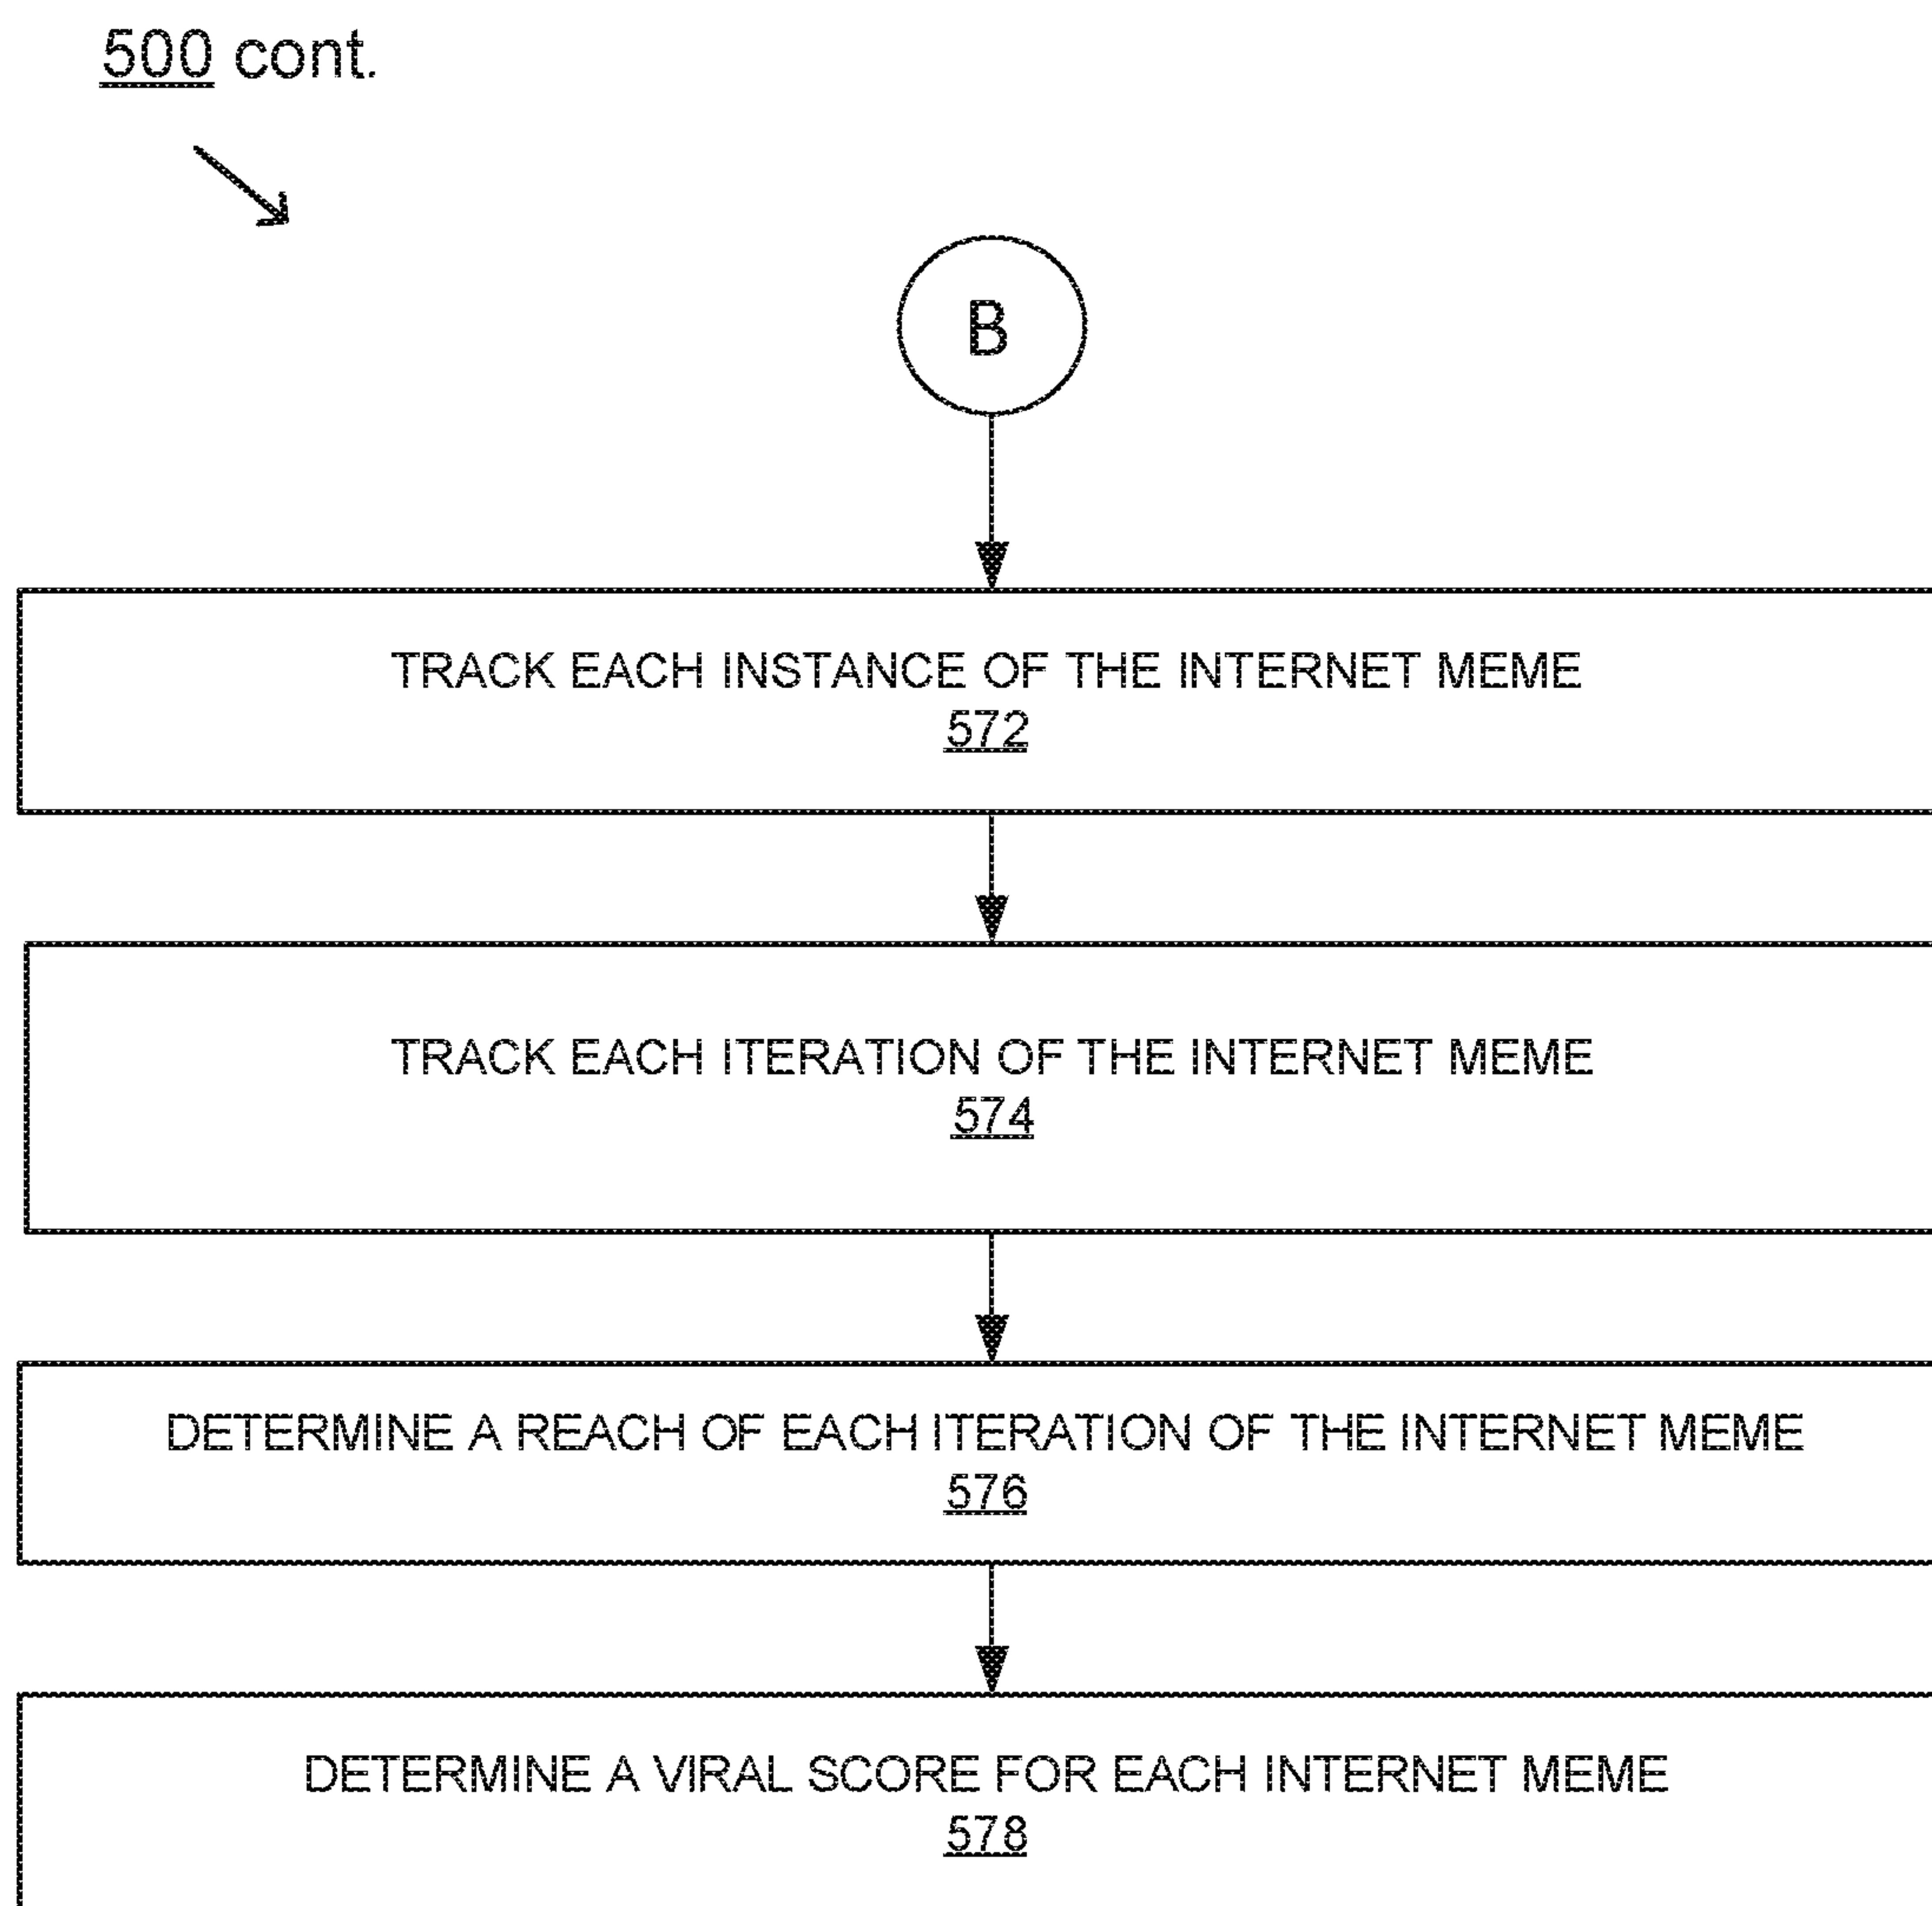 500 cont.
B
TRACK EACH INSTANCE OF THE INTERNET MEME
572
TRACK EACH ITERATION OF THE INTERNET MEME
574
DETERMINE A REACH OF EACH ITERATION OF THE INTERNET MEME
576
DETERMINE A VIRAL SCORE FOR EACH INTERNET MEME
578